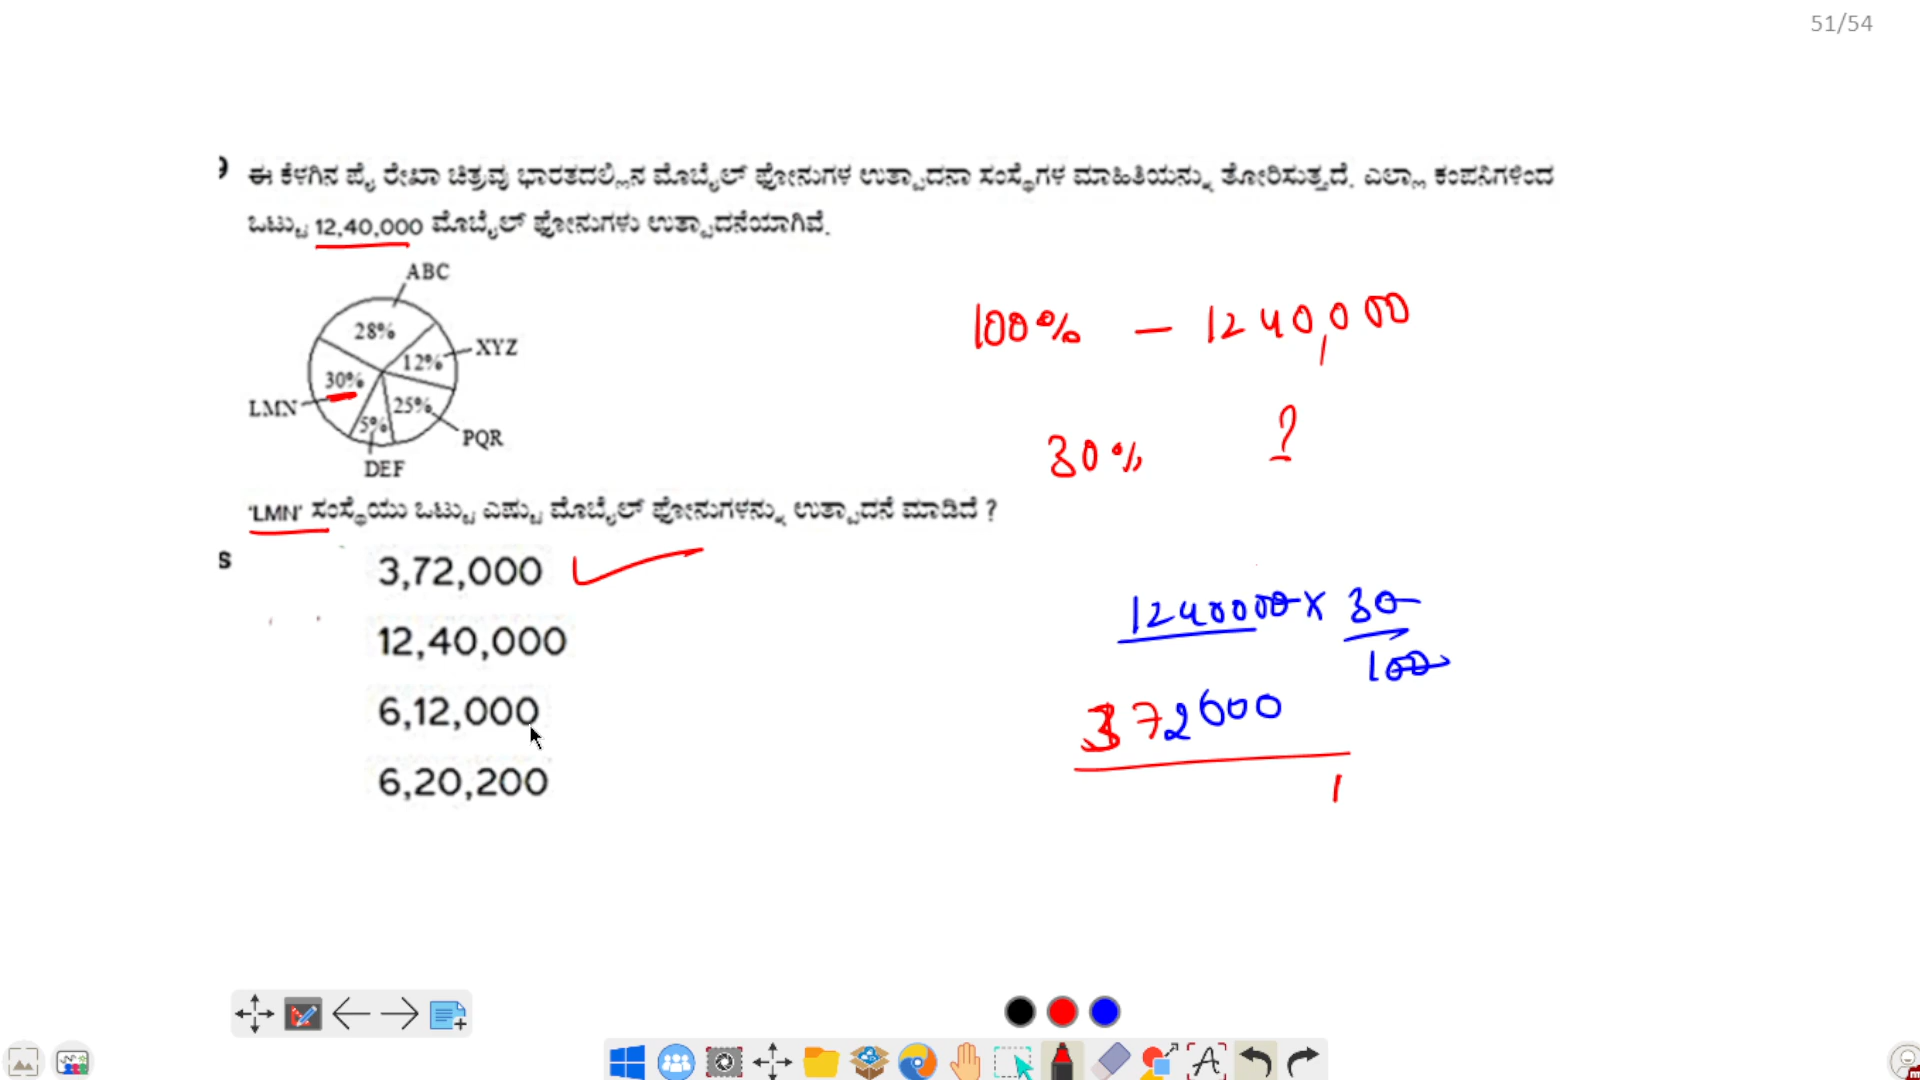 51/54
9 ಈ ಕೆಳಗಿನ ಪೈ ರೇಖಾ ಚಿತ್ರವು ಭಾರತದಲ್ಲಿನ ಮೊಬೈಲ್ ಫೋನುಗಳ ಉತ್ಪಾದನಾ ಸಂಸ್ಥೆಗಳ ಮಾಹಿತಿಯನ್ನು ತೋರಿಸುತ್ತದೆ. ಎಲ್ಲಾ ಕಂಪನಿಗಳಿಂದ
ಒಟ್ಟು 12,40,000 ಮೊಬೈಲ್ ಫೋನುಗಳು ಉತ್ಪಾದನೆಯಾಗಿವೆ.
ABC
28%
XYZ
12%
30%
LMN
25%
5%
PQR
DEF
100% – 1240,000
30% ?
'LMN' ಸಂಸ್ಥೆಯು ಒಟ್ಟು ಎಷ್ಟು ಮೊಬೈಲ್ ಫೋನುಗಳನ್ನು ಉತ್ಪಾದನೆ ಮಾಡಿದೆ ?
s
3,72,000
12,40,000
6,12,000
6,20,200
1240000 x 30
100
372000